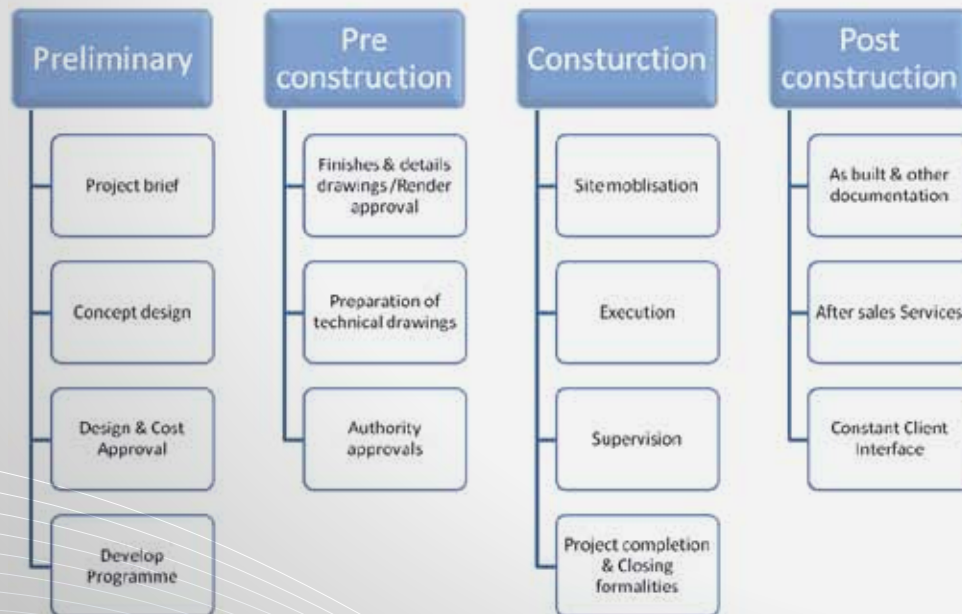 Preliminary
Project brief
Concept design
Design & Cost
Approval
Develop
Programme
Pre
construction
Finishes & details
drawings /Render
approval
Preparation of
technical drawings
Authority
approvals
Consturction
Site moblisation
Execution
Supervision
Project completion
& Closing
formalities
Post
construction
As built & other
documentation
After sales Services
Constant Client
Interface